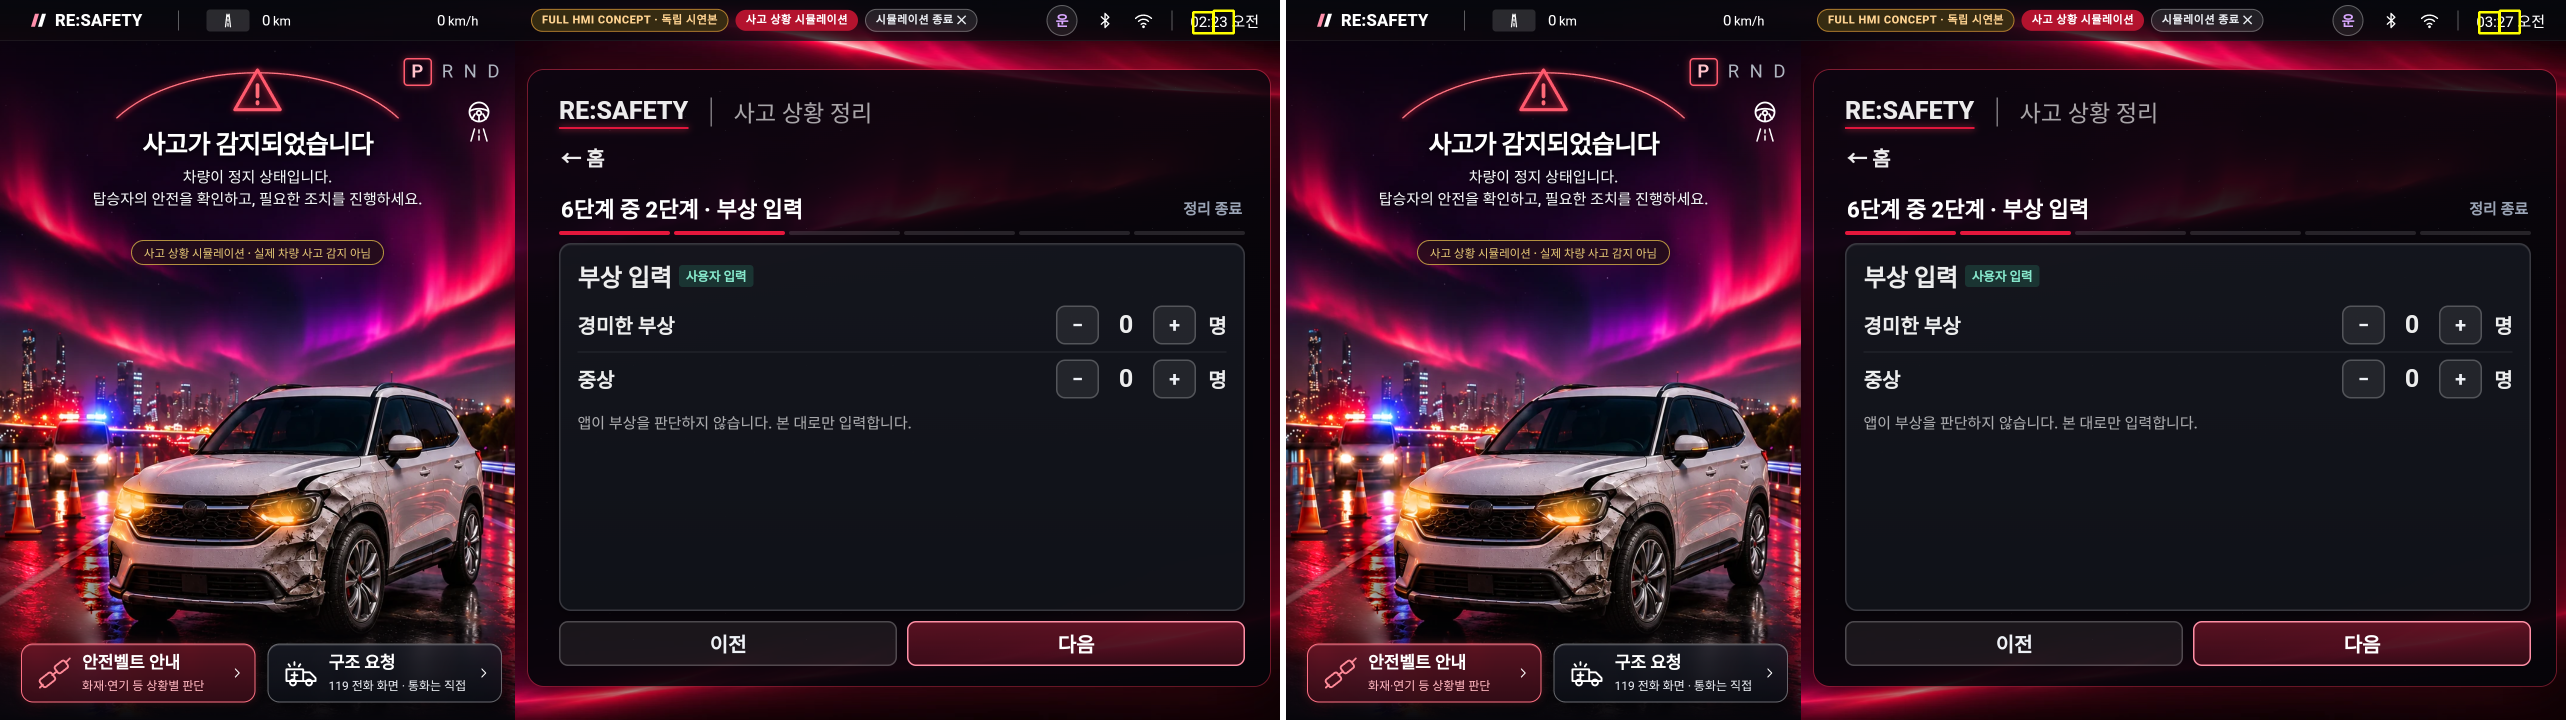 RE:SAFETY
0 km
0 km/h
FULL HMI CONCEPT · 독립 시연본
사고 상황 시뮬레이션
시뮬레이션 종료 ×
운
02:23 오전
P R N D
사고가 감지되었습니다
차량이 정지 상태입니다.
탑승자의 안전을 확인하고, 필요한 조치를 진행하세요.
사고 상황 시뮬레이션 · 실제 차량 사고 감지 아님
안전벨트 안내
화재·연기 등 상황별 판단
구조 요청
119 전화 화면 · 통화는 직접
RE:SAFETY
사고 상황 정리
← 홈
6단계 중 2단계 · 부상 입력
정리 종료
부상 입력 사용자 입력
경미한 부상 - 0 + 명
중상 - 0 + 명
앱이 부상을 판단하지 않습니다. 본 대로만 입력합니다.
이전
다음
RE:SAFETY
0 km
0 km/h
FULL HMI CONCEPT · 독립 시연본
사고 상황 시뮬레이션
시뮬레이션 종료 ×
운
03:27 오전
P R N D
사고가 감지되었습니다
차량이 정지 상태입니다.
탑승자의 안전을 확인하고, 필요한 조치를 진행하세요.
사고 상황 시뮬레이션 · 실제 차량 사고 감지 아님
안전벨트 안내
화재·연기 등 상황별 판단
구조 요청
119 전화 화면 · 통화는 직접
RE:SAFETY
사고 상황 정리
← 홈
6단계 중 2단계 · 부상 입력
정리 종료
부상 입력 사용자 입력
경미한 부상 - 0 + 명
중상 - 0 + 명
앱이 부상을 판단하지 않습니다. 본 대로만 입력합니다.
이전
다음